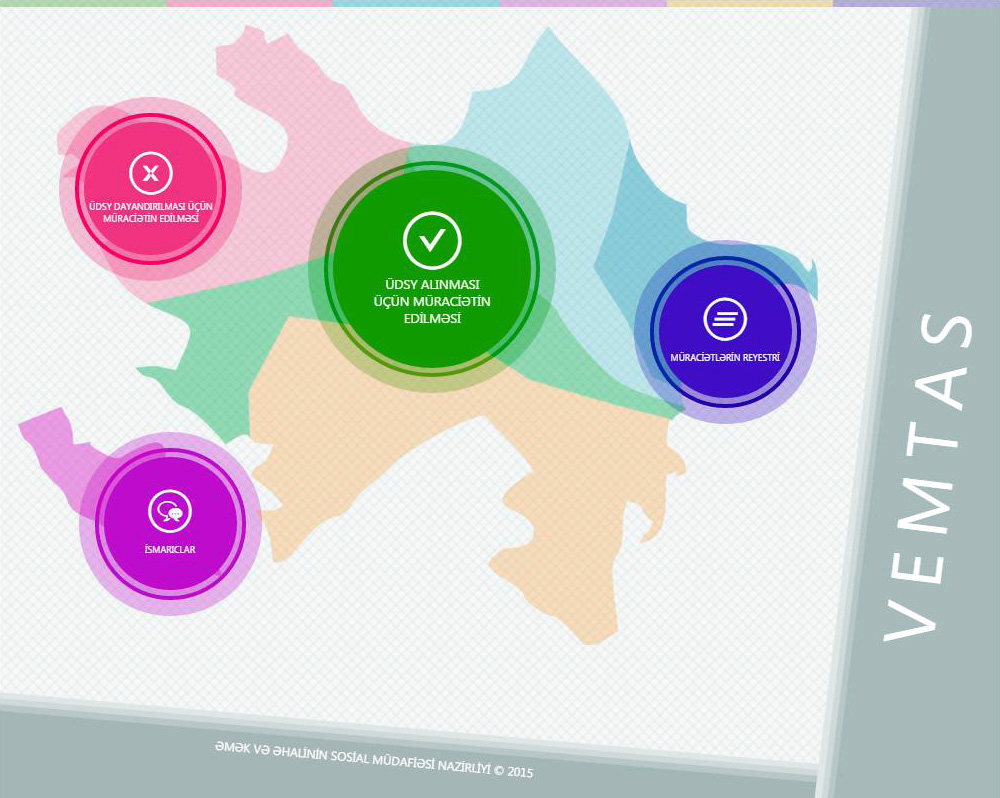 ÜDSY DAYANDIRILMASI ÜÇÜN
MÜRACİƏTİN EDİLMƏSİ
ÜDSY ALINMASI
ÜÇÜN MÜRACİƏTİN
EDİLMƏSİ
MÜRACİƏTLƏRİN REYESTRİ
İSMARICLAR
VEMTAS
ƏMƏK VƏ ƏHALİNİN SOSİAL MÜDAFİƏSİ NAZİRLİYİ © 2015